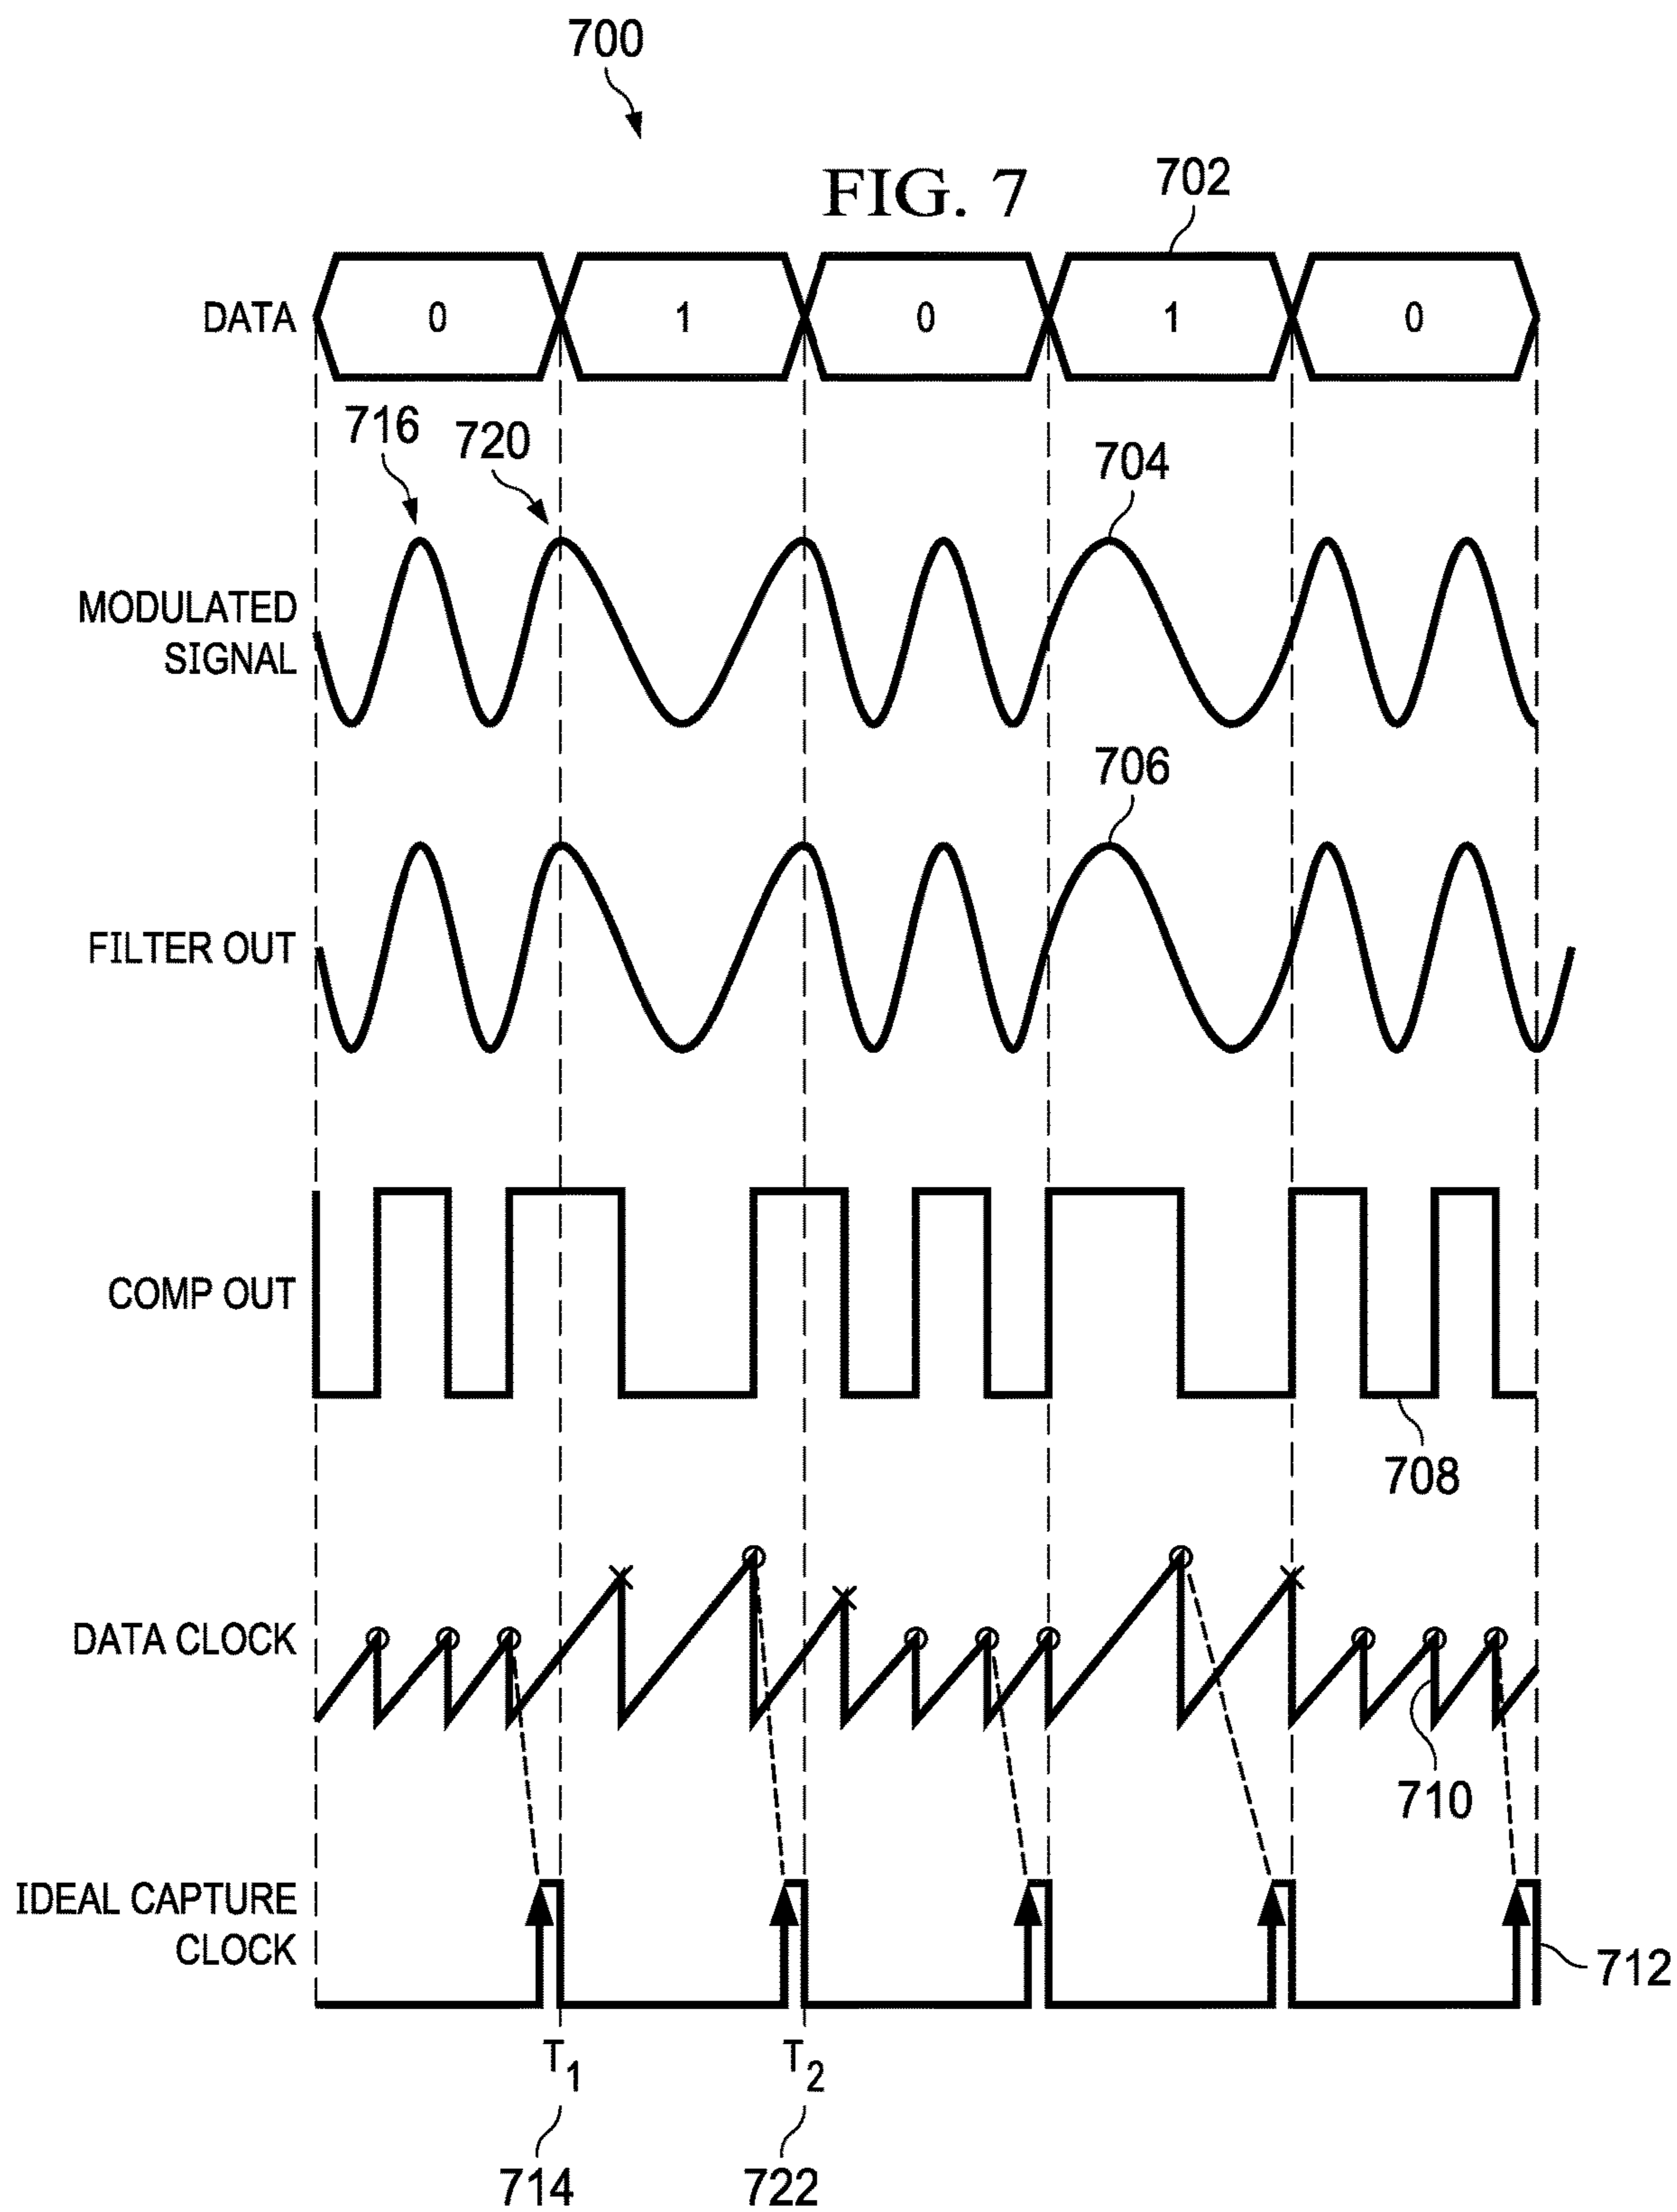 700
FIG. 7
702
DATA
0 1 0 1 0
716
720
704
MODULATED
SIGNAL
706
FILTER OUT
COMP OUT
708
DATA CLOCK
710
IDEAL CAPTURE
CLOCK
712
T1 T2
714 722